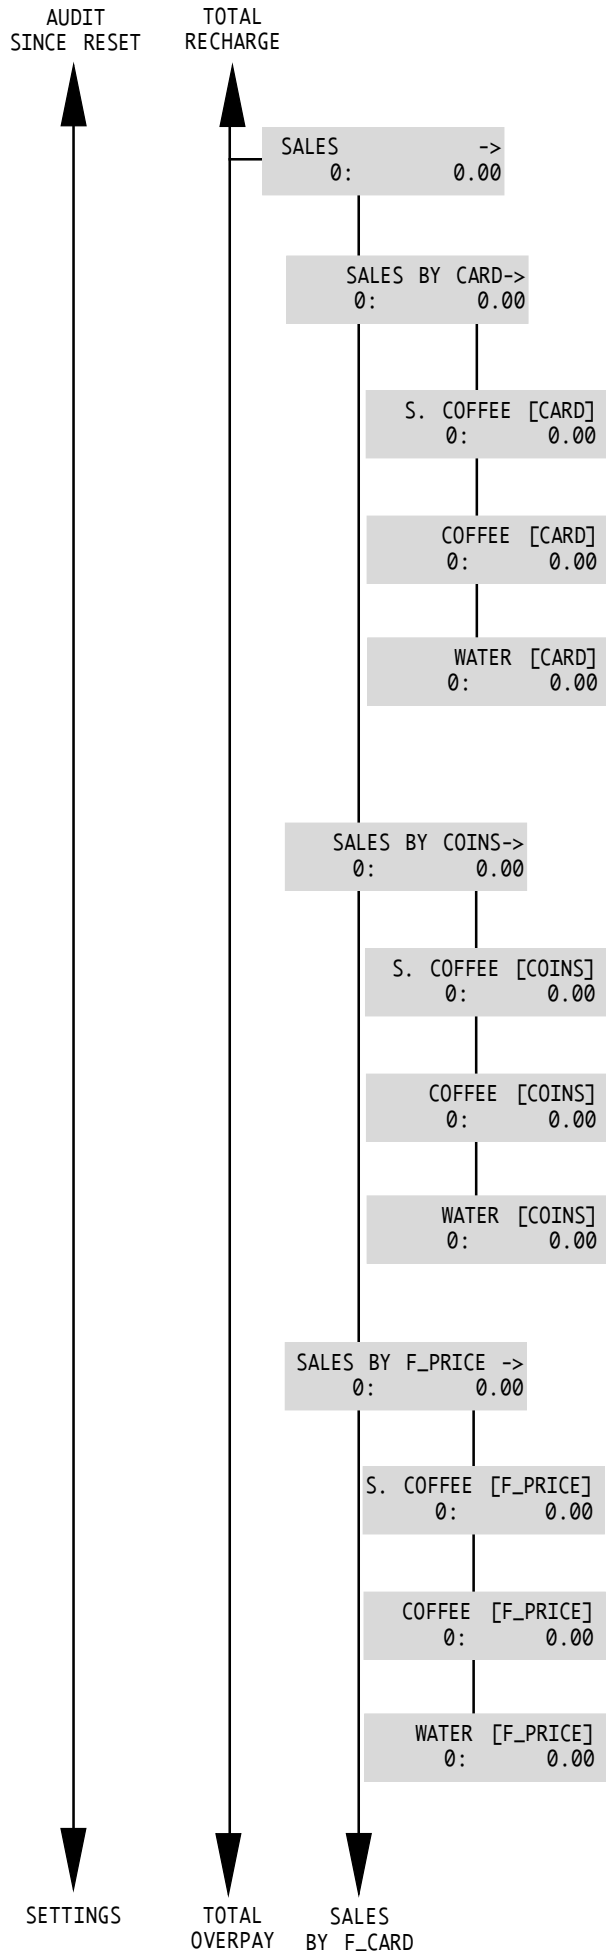 AUDIT
SINCE RESET
TOTAL
RECHARGE
SALES ->
0: 0.00
SALES BY CARD->
0: 0.00
S. COFFEE [CARD]
0: 0.00
COFFEE [CARD]
0: 0.00
WATER [CARD]
0: 0.00
SALES BY COINS->
0: 0.00
S. COFFEE [COINS]
0: 0.00
COFFEE [COINS]
0: 0.00
WATER [COINS]
0: 0.00
SALES BY F_PRICE ->
0: 0.00
S. COFFEE [F_PRICE]
0: 0.00
COFFEE [F_PRICE]
0: 0.00
WATER [F_PRICE]
0: 0.00
SETTINGS
TOTAL
OVERPAY
SALES
BY F_CARD